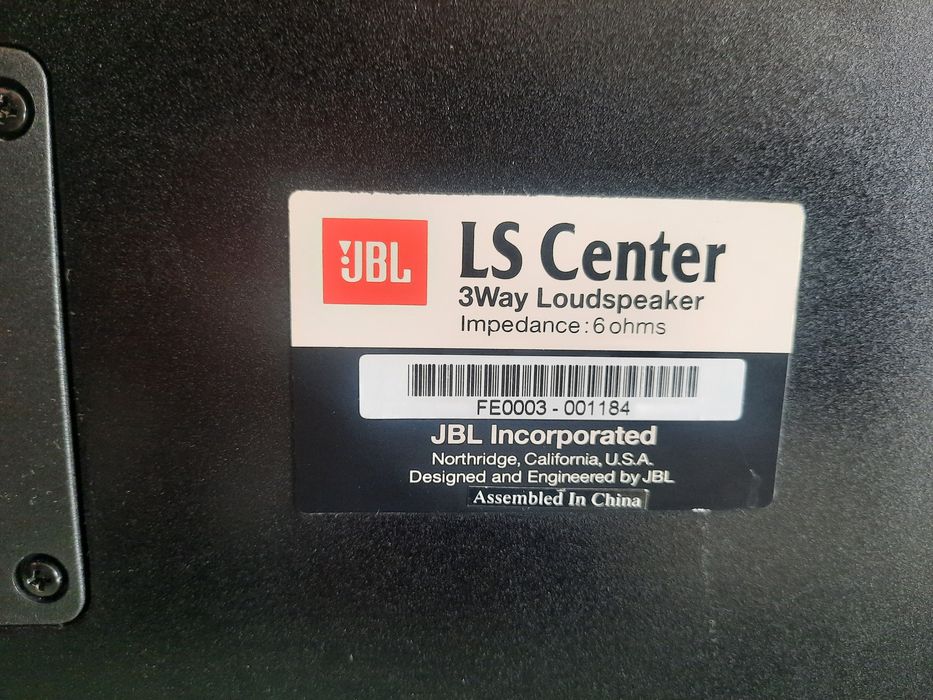 JBL
LS Center
3Way Loudspeaker
Impedance:6 ohms
FE0003-001184
JBL Incorporated
Northridge, California, U.S.A.
Designed and Engineered by JBL
Assembled In China